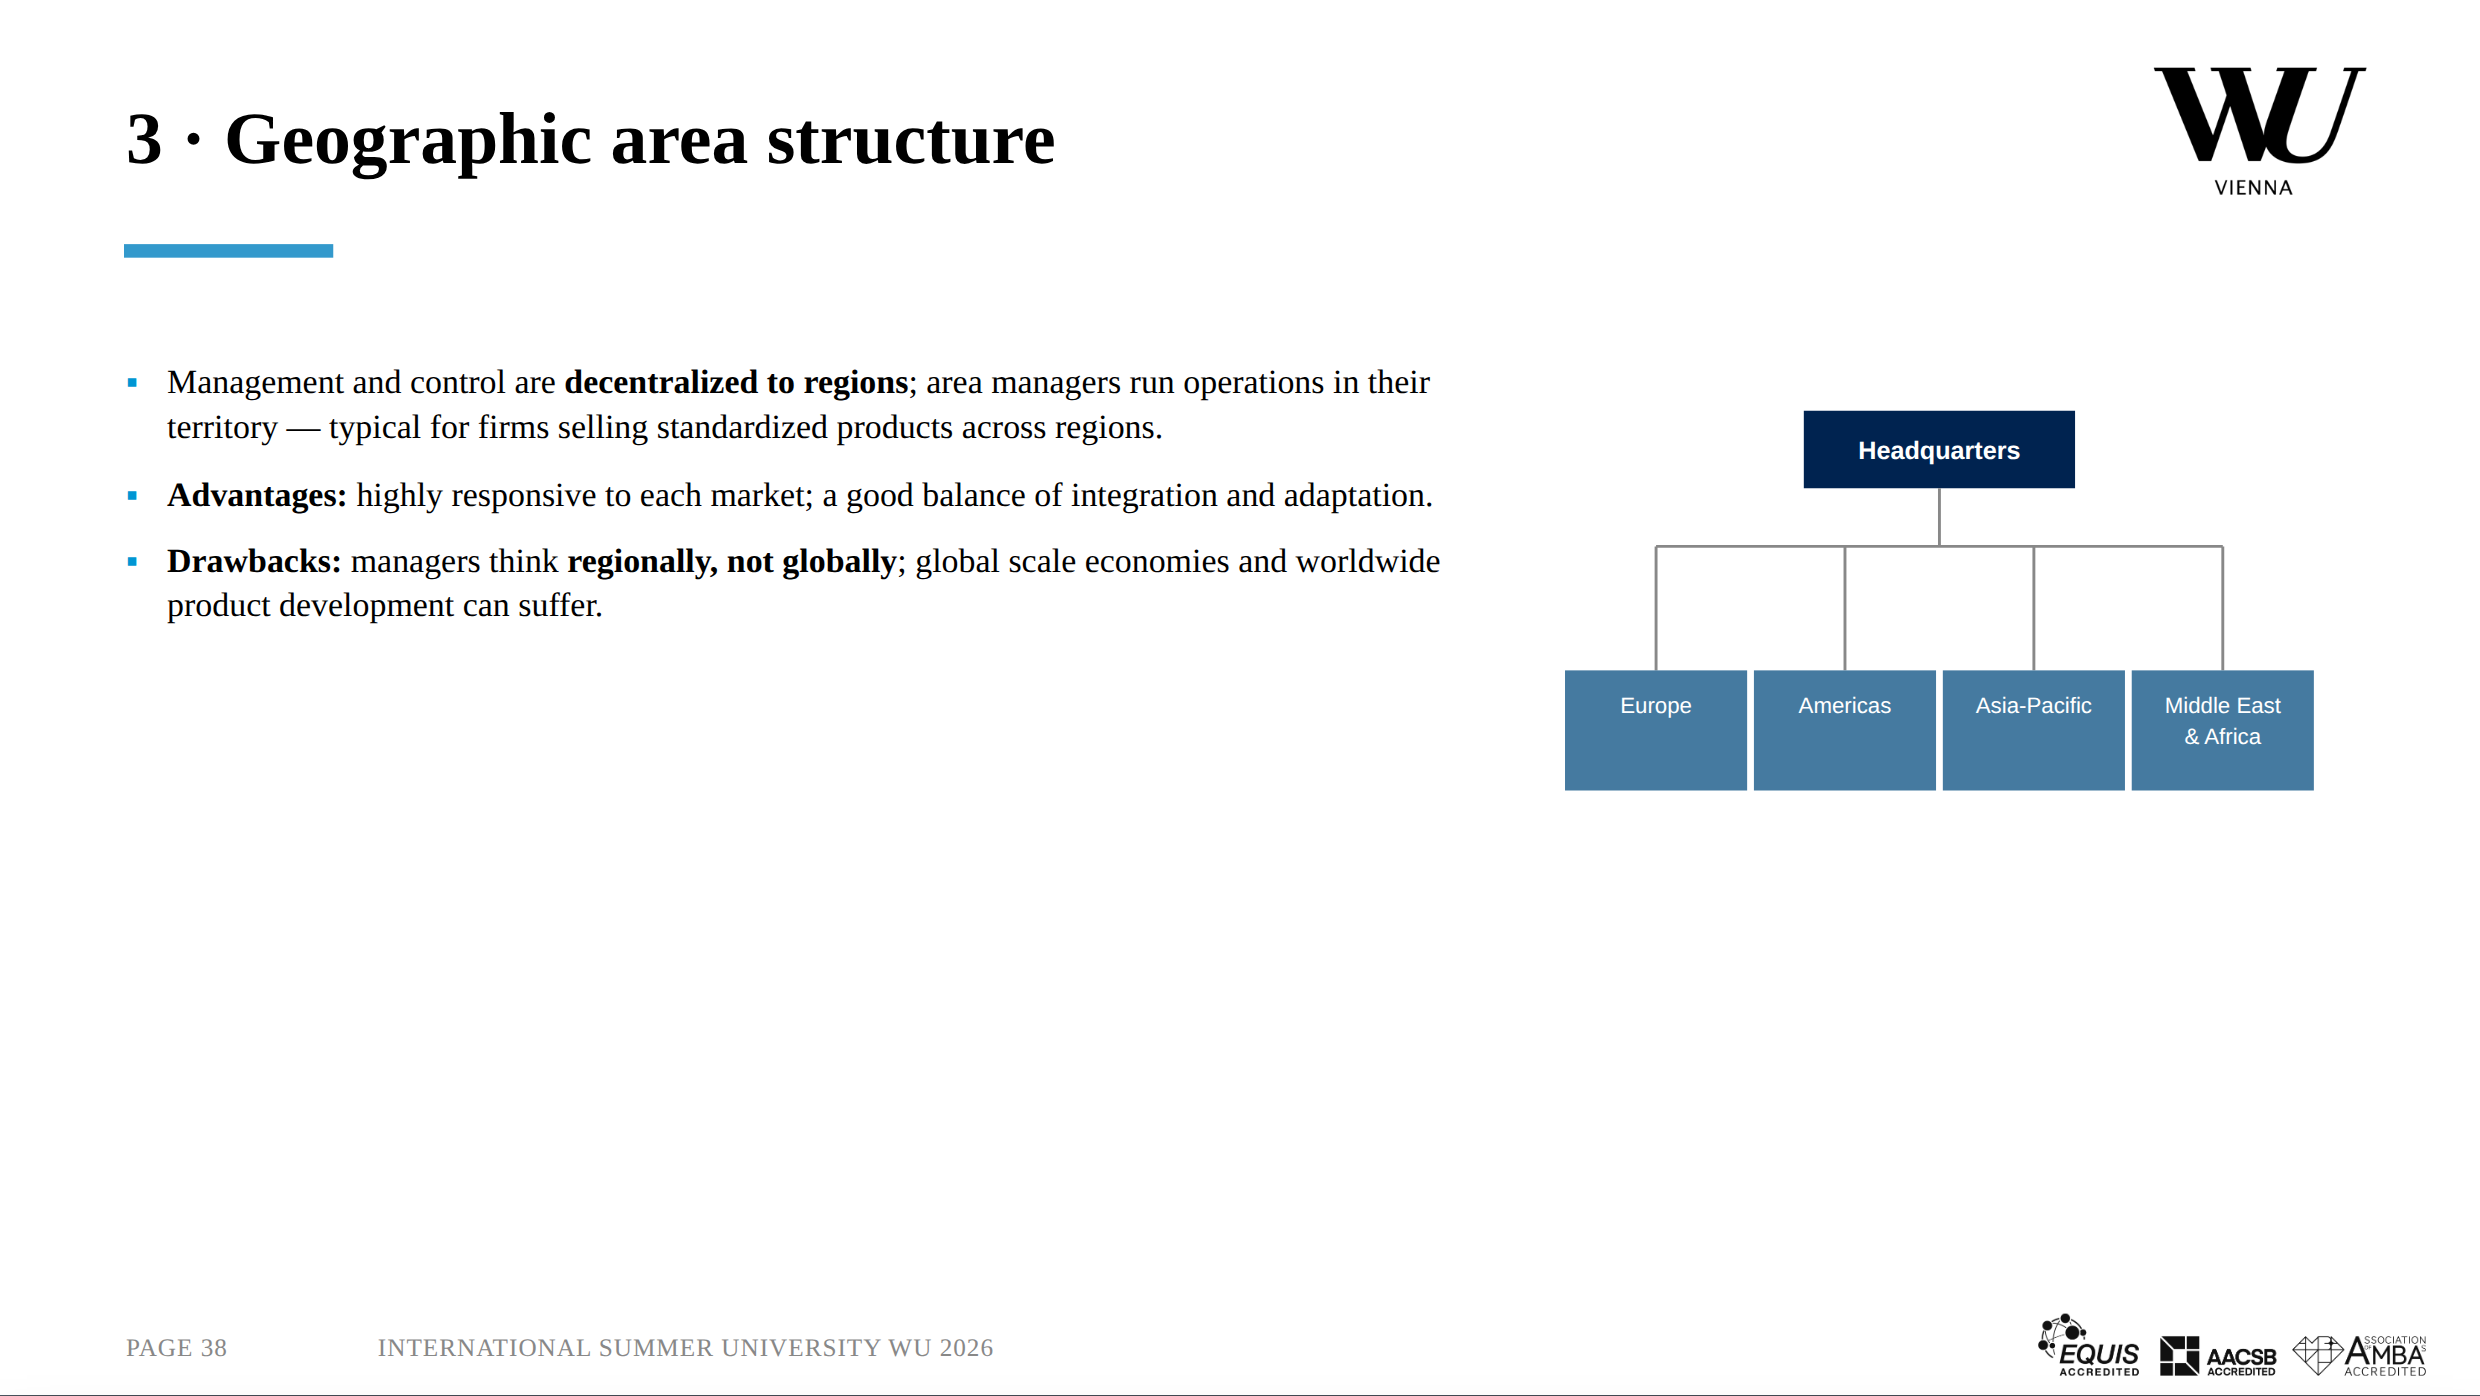 3 · Geographic area structure
WU
VIENNA
▪ Management and control are decentralized to regions; area managers run operations in their
territory — typical for firms selling standardized products across regions.
▪ Advantages: highly responsive to each market; a good balance of integration and adaptation.
▪ Drawbacks: managers think regionally, not globally; global scale economies and worldwide
product development can suffer.
Headquarters
Europe
Americas
Asia-Pacific
Middle East
& Africa
PAGE 38
INTERNATIONAL SUMMER UNIVERSITY WU 2026
EQUIS
ACCREDITED
AACSB
ACCREDITED
ASSOCIATION
OF MBAS
ACCREDITED